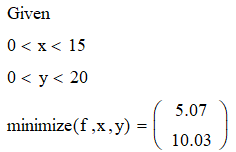 Given
0 < x < 15
0 < y < 20
minimize(f ,x,y) = ( 5.07
10.03 )